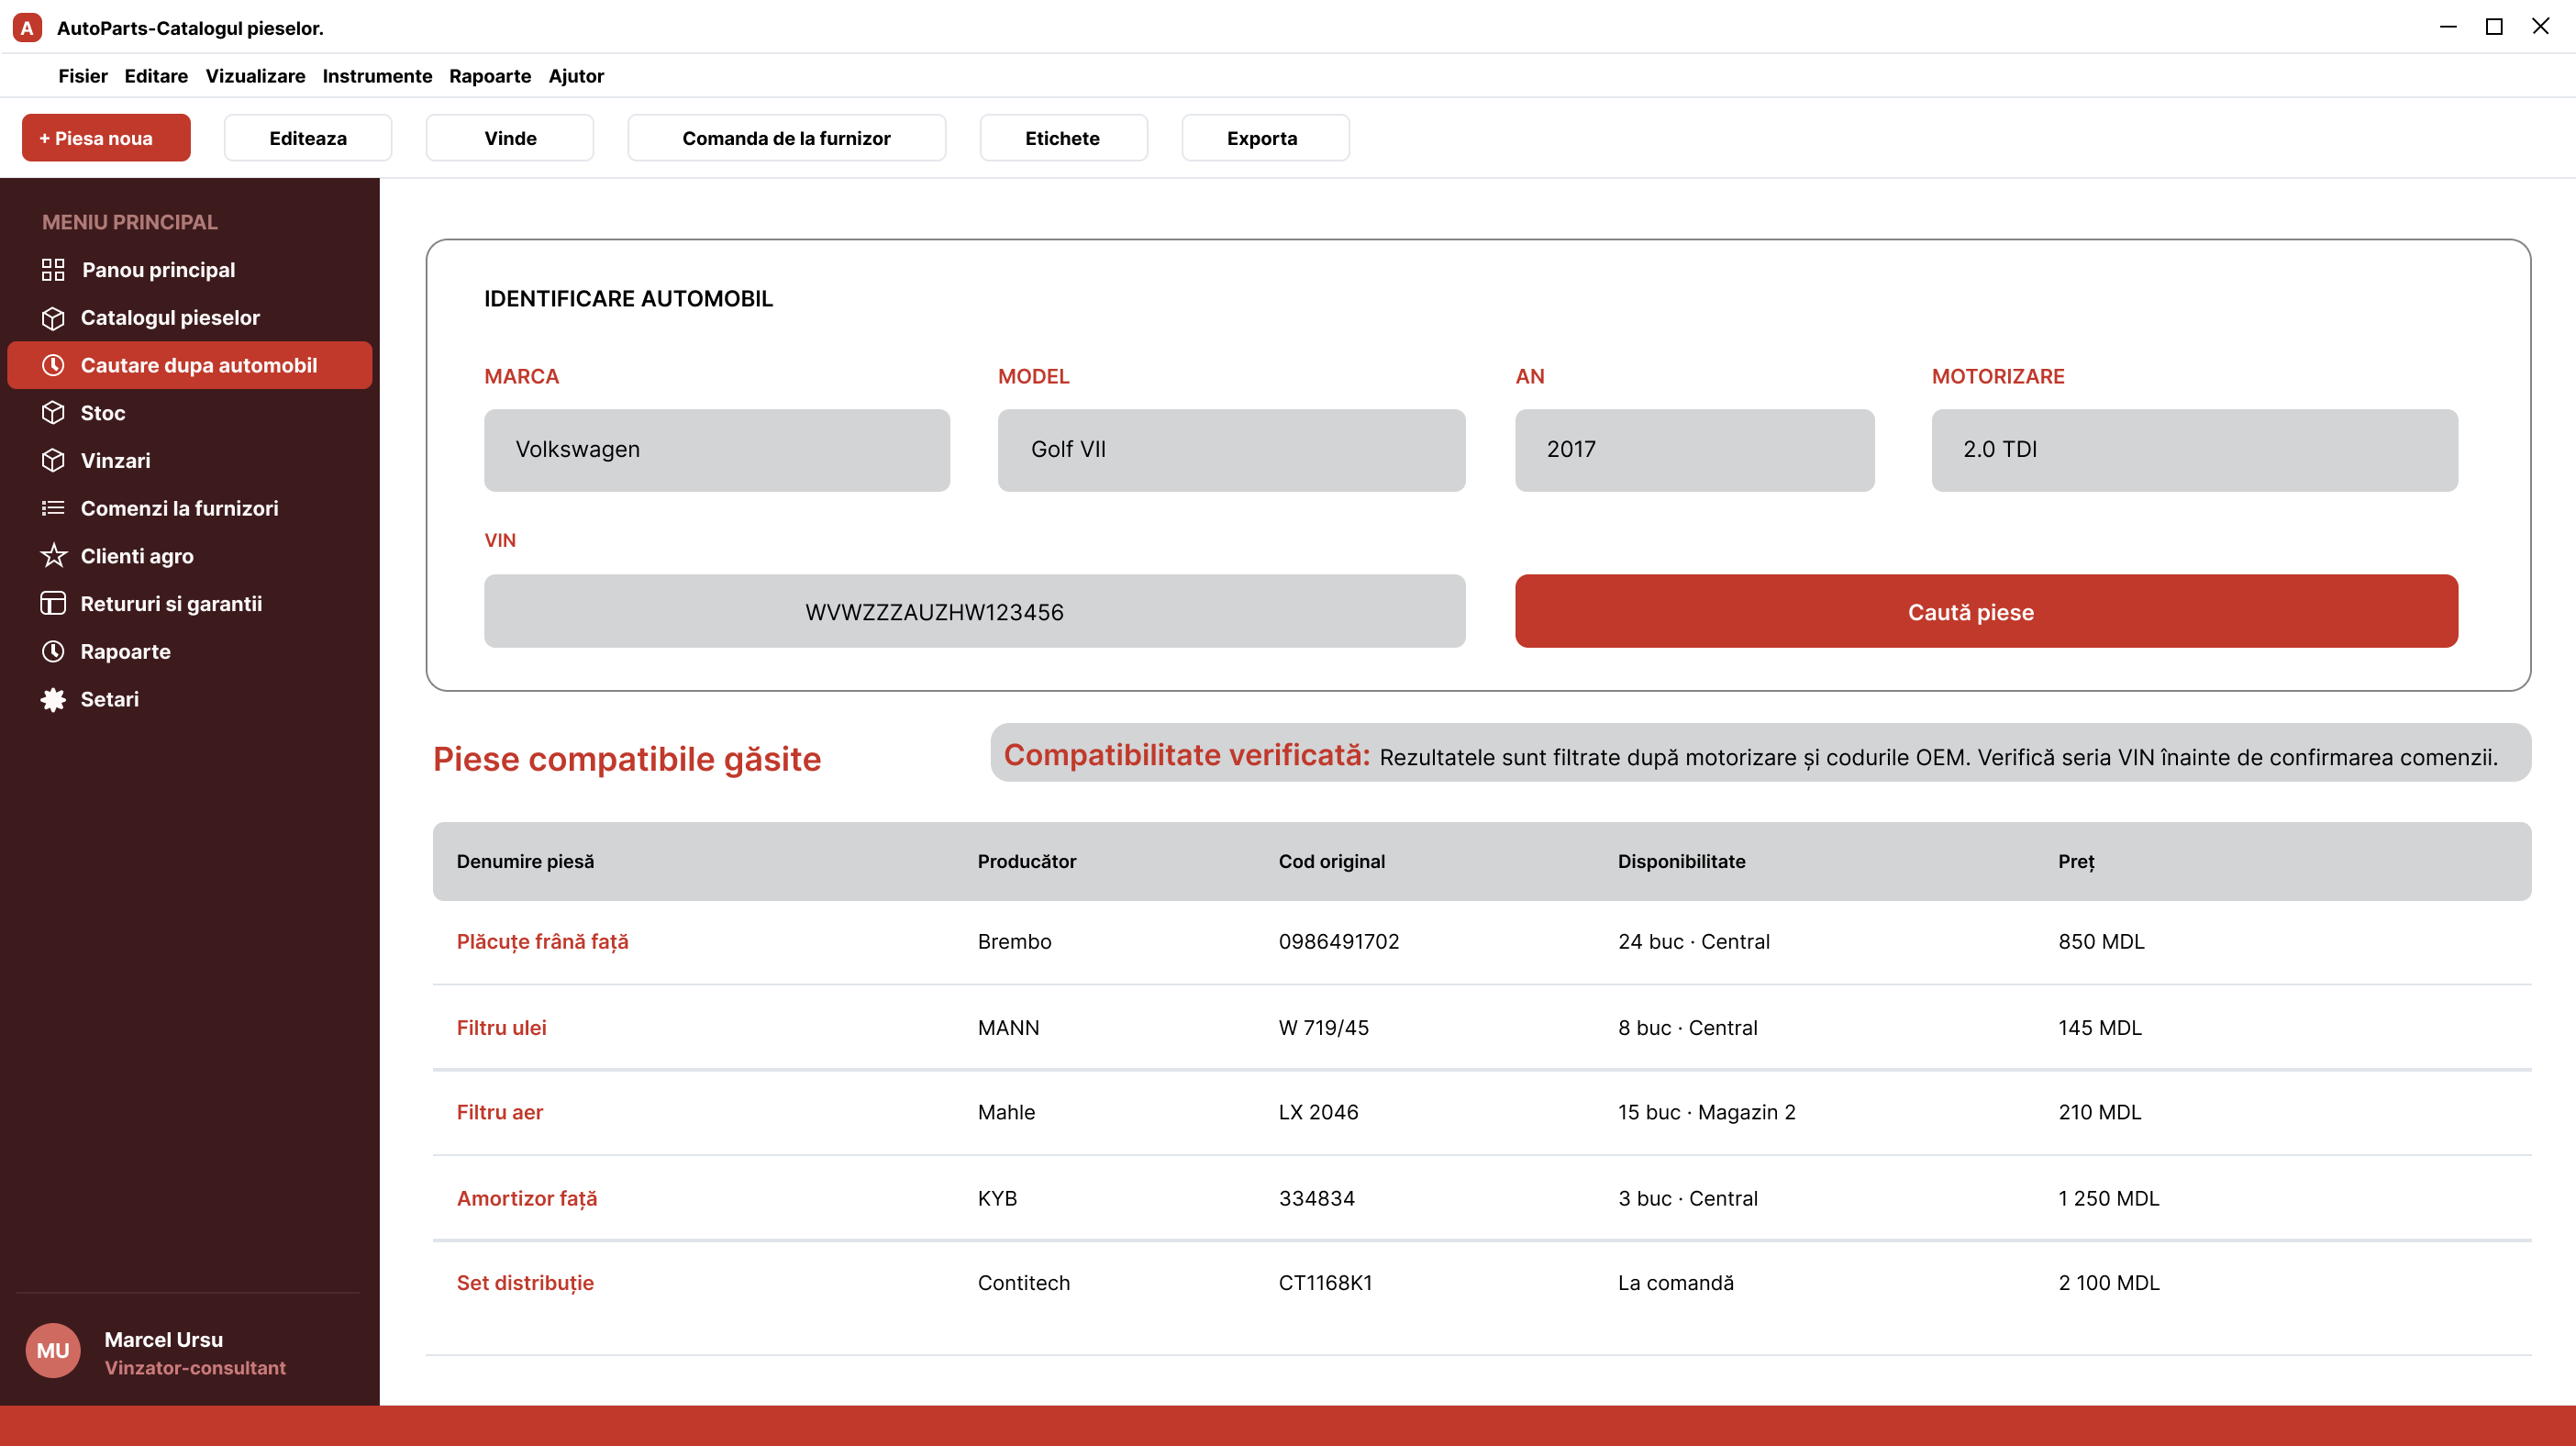 A AutoParts-Catalogul pieselor.
Fisier Editare Vizualizare Instrumente Rapoarte Ajutor
+ Piesa noua Editeaza Vinde Comanda de la furnizor Etichete Exporta
MENIU PRINCIPAL
Panou principal
Catalogul pieselor
Cautare dupa automobil
Stoc
Vinzari
Comenzi la furnizori
Clienti agro
Retururi si garantii
Rapoarte
Setari
MU Marcel Ursu
Vinzator-consultant
IDENTIFICARE AUTOMOBIL
MARCA MODEL AN MOTORIZARE
Volkswagen Golf VII 2017 2.0 TDI
VIN
WVWZZZAUZHW123456 Caută piese
Piese compatibile găsite Compatibilitate verificată: Rezultatele sunt filtrate după motorizare și codurile OEM. Verifică seria VIN înainte de confirmarea comenzii.
Denumire piesă Producător Cod original Disponibilitate Preț
Plăcuțe frână față Brembo 0986491702 24 buc · Central 850 MDL
Filtru ulei MANN W 719/45 8 buc · Central 145 MDL
Filtru aer Mahle LX 2046 15 buc · Magazin 2 210 MDL
Amortizor față KYB 334834 3 buc · Central 1 250 MDL
Set distribuție Contitech CT1168K1 La comandă 2 100 MDL